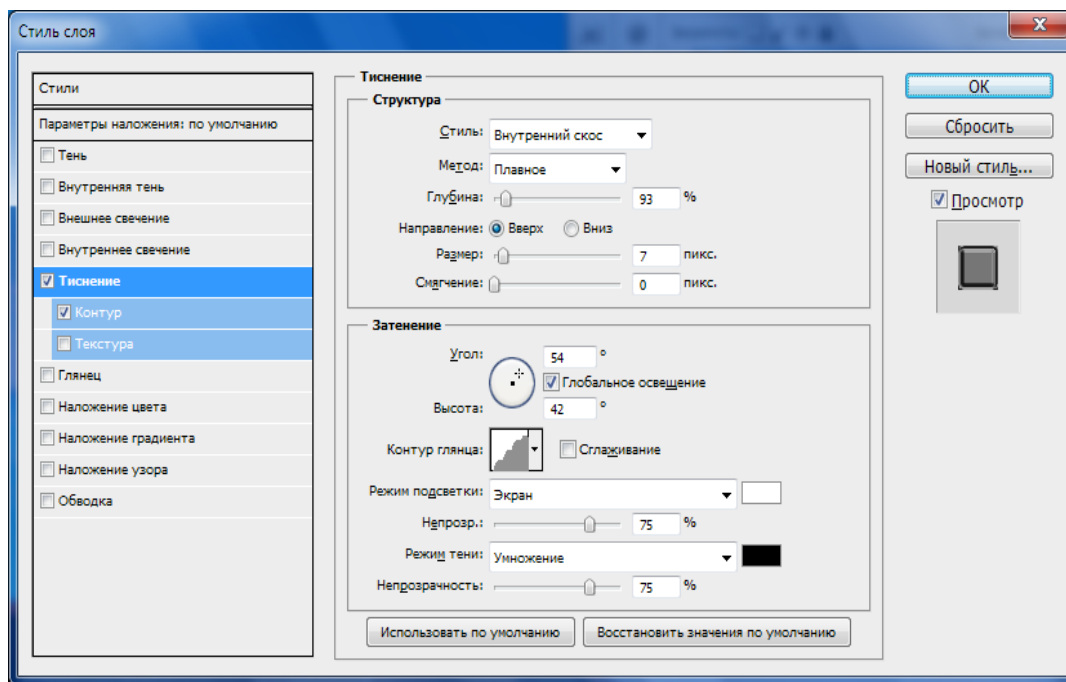 Стиль слоя
Стили
Параметры наложения: по умолчанию
Тень
Внутренняя тень
Внешнее свечение
Внутреннее свечение
Тиснение
Контур
Текстура
Глянец
Наложение цвета
Наложение градиента
Наложение узора
Обводка
Тиснение
Структура
Стиль: Внутренний скос
Метод: Плавное
Глубина: 93 %
Направление: Вверх Вниз
Размер: 7 пикс.
Смягчение: 0 пикс.
Затенение
Угол: 54 °
Глобальное освещение
Высота: 42 °
Контур глянца: Сглаживание
Режим подсветки: Экран
Непрозр.: 75 %
Режим тени: Умножение
Непрозрачность: 75 %
Использовать по умолчанию Восстановить значения по умолчанию
ОК
Сбросить
Новый стиль...
Просмотр